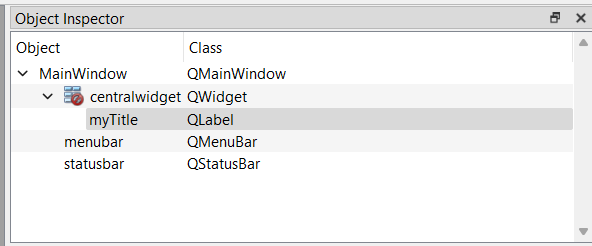 Object Inspector
Object Class
MainWindow QMainWindow
centralwidget QWidget
myTitle QLabel
menubar QMenuBar
statusbar QStatusBar